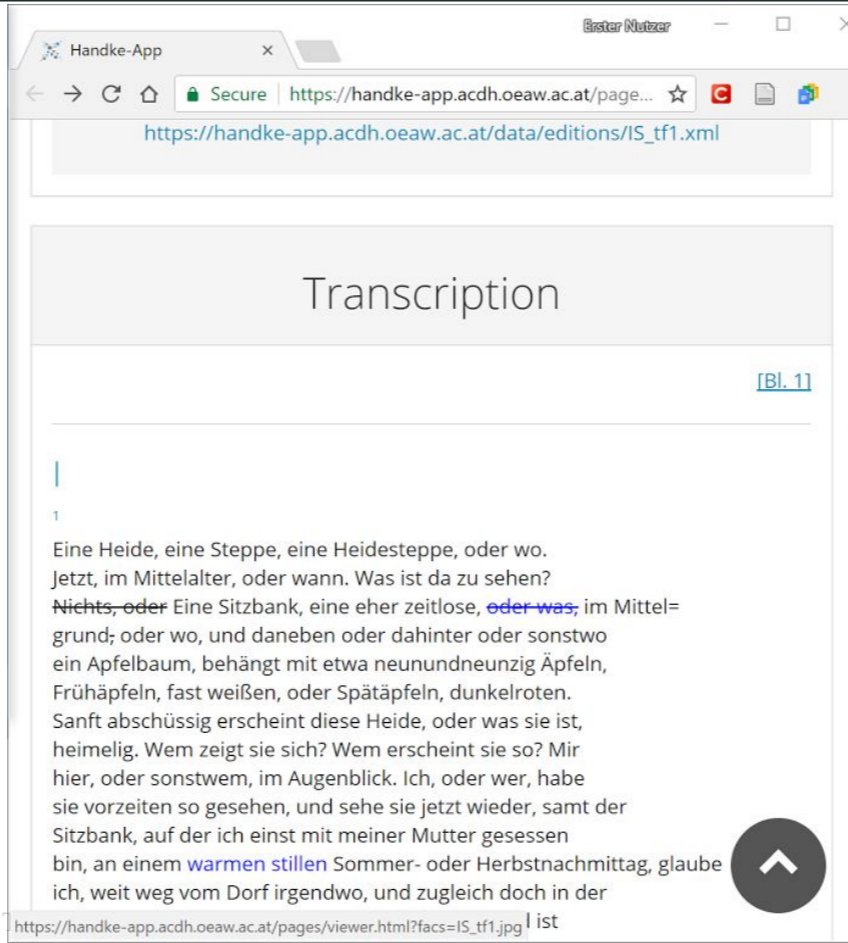 Erster Nutzer
Handke-App
Secure https://handke-app.acdh.oeaw.ac.at/page...
https://handke-app.acdh.oeaw.ac.at/data/editions/IS_tf1.xml
Transcription
[Bl. 1]
|
1
Eine Heide, eine Steppe, eine Heidesteppe, oder wo.
Jetzt, im Mittelalter, oder wann. Was ist da zu sehen?
Nichts, oder Eine Sitzbank, eine eher zeitlose, oder was, im Mittel=
grund; oder wo, und daneben oder dahinter oder sonstwo
ein Apfelbaum, behängt mit etwa neunundneunzig Äpfeln,
Frühäpfeln, fast weißen, oder Spätäpfeln, dunkelroten.
Sanft abschüssig erscheint diese Heide, oder was sie ist,
heimelig. Wem zeigt sie sich? Wem erscheint sie so? Mir
hier, oder sonstwem, im Augenblick. Ich, oder wer, habe
sie vorzeiten so gesehen, und sehe sie jetzt wieder, samt der
Sitzbank, auf der ich einst mit meiner Mutter gesessen
bin, an einem warmen stillen Sommer- oder Herbstnachmittag, glaube
ich, weit weg vom Dorf irgendwo, und zugleich doch in der
ist
https://handke-app.acdh.oeaw.ac.at/pages/viewer.html?facs=IS_tf1.jpg